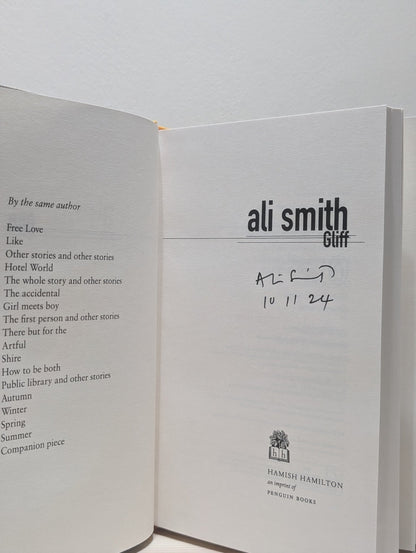 By the same author
Free Love
Like
Other stories and other stories
Hotel World
The whole story and other stories
The accidental
Girl meets boy
The first person and other stories
There but for the
Artful
Shire
How to be both
Public library and other stories
Autumn
Winter
Spring
Summer
Companion piece
ali smith
Gliff
Ali Smith
10 11 24
h h
HAMISH HAMILTON
an imprint of
PENGUIN BOOKS